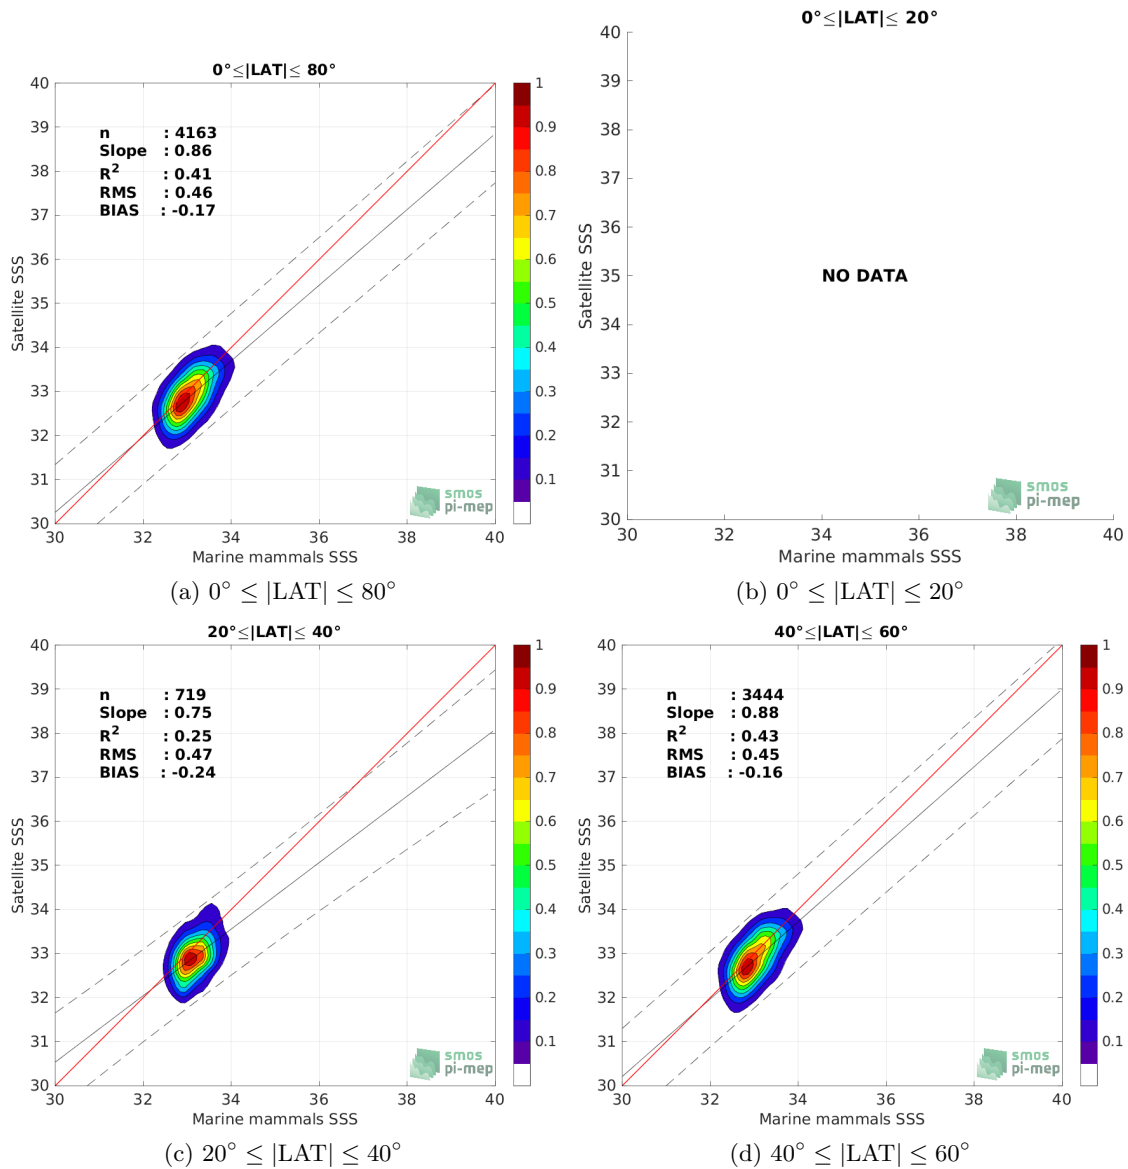 0°≤|LAT|≤ 80°
40
39
38
37
36
35
34
33
32
31
30
Satellite SSS
n : 4163
Slope : 0.86
R² : 0.41
RMS : 0.46
BIAS : -0.17
smos
pi-mep
30 32 34 36 38 40
Marine mammals SSS
1
0.9
0.8
0.7
0.6
0.5
0.4
0.3
0.2
0.1
(a) 0° ≤ |LAT| ≤ 80°
0°≤|LAT|≤ 20°
40
39
38
37
36
35
34
33
32
31
30
Satellite SSS
NO DATA
smos
pi-mep
30 32 34 36 38 40
Marine mammals SSS
(b) 0° ≤ |LAT| ≤ 20°
20°≤|LAT|≤ 40°
40
39
38
37
36
35
34
33
32
31
30
Satellite SSS
n : 719
Slope : 0.75
R² : 0.25
RMS : 0.47
BIAS : -0.24
smos
pi-mep
30 32 34 36 38 40
Marine mammals SSS
1
0.9
0.8
0.7
0.6
0.5
0.4
0.3
0.2
0.1
(c) 20° ≤ |LAT| ≤ 40°
40°≤|LAT|≤ 60°
40
39
38
37
36
35
34
33
32
31
30
Satellite SSS
n : 3444
Slope : 0.88
R² : 0.43
RMS : 0.45
BIAS : -0.16
smos
pi-mep
30 32 34 36 38 40
Marine mammals SSS
1
0.9
0.8
0.7
0.6
0.5
0.4
0.3
0.2
0.1
(d) 40° ≤ |LAT| ≤ 60°